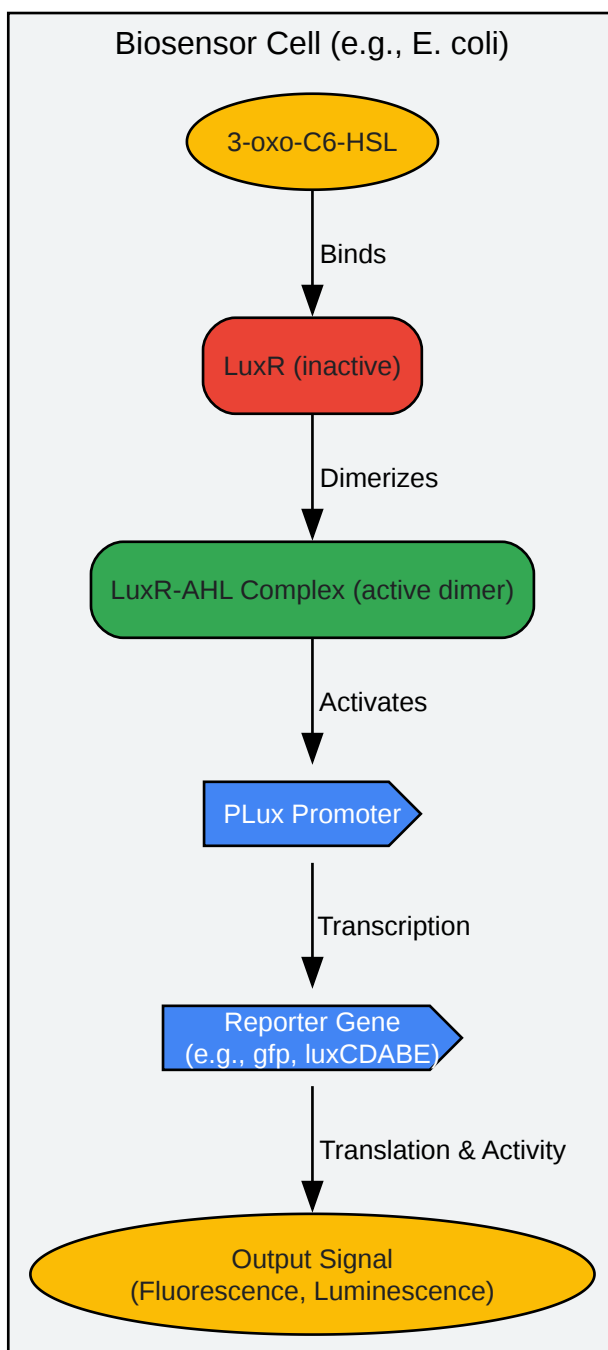 Biosensor Cell (e.g., E. coli)
3-oxo-C6-HSL
Binds
LuxR (inactive)
Dimerizes
LuxR-AHL Complex (active dimer)
Activates
PLux Promoter
Transcription
Reporter Gene
(e.g., gfp, luxCDABE)
Translation & Activity
Output Signal
(Fluorescence, Luminescence)